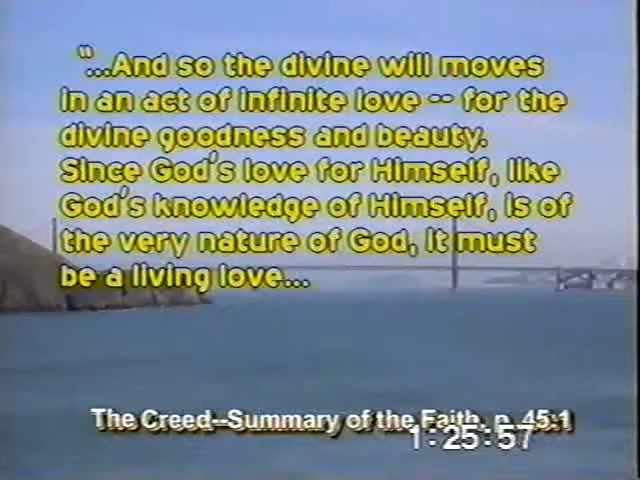 "...And so the divine will moves
in an act of infinite love -- for the
divine goodness and beauty.
Since God's love for Himself, like
God's knowledge of Himself, is of
the very nature of God, it must
be a living love...
The Creed--Summary of the Faith, p. 45:1
1:25:57